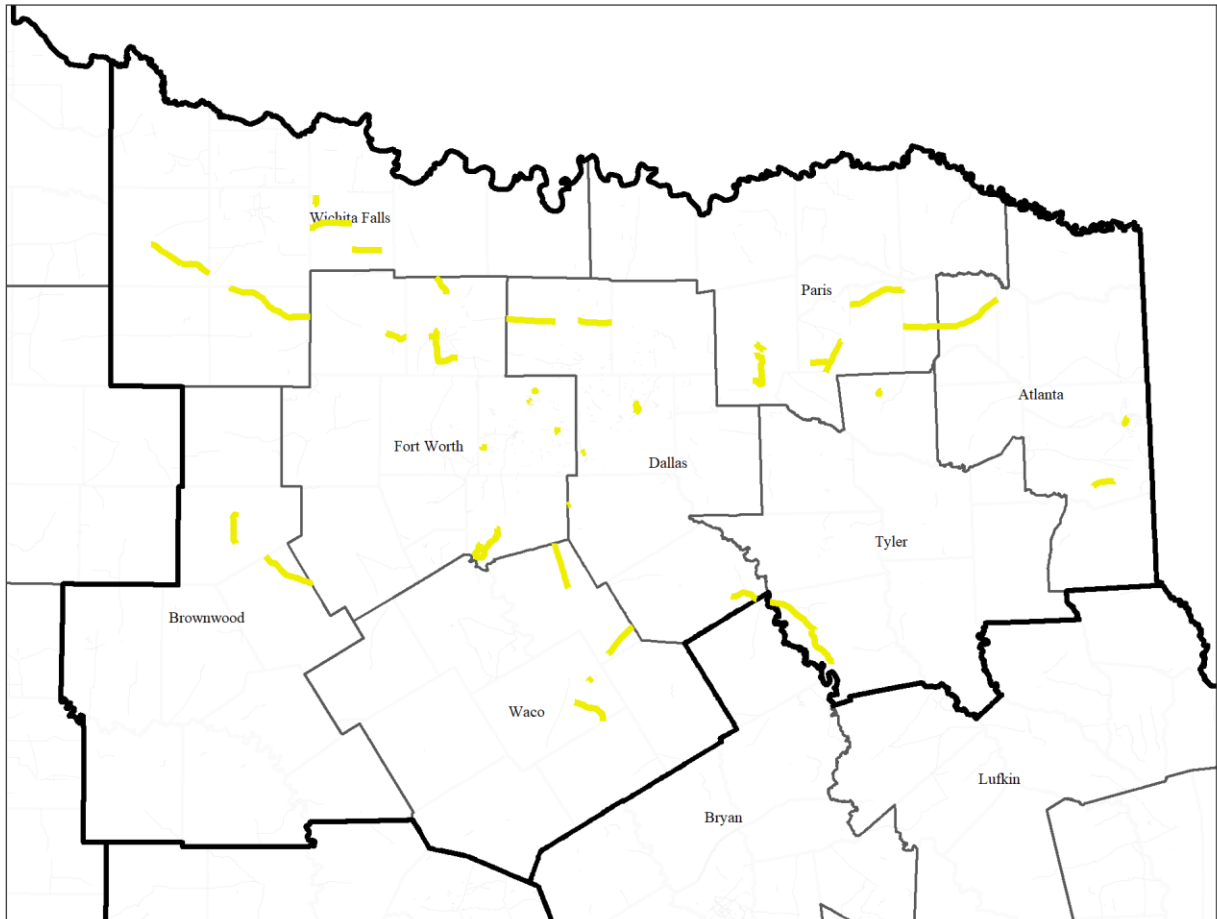 Wichita Falls
Paris
Atlanta
Fort Worth
Dallas
Tyler
Brownwood
Waco
Lufkin
Bryan